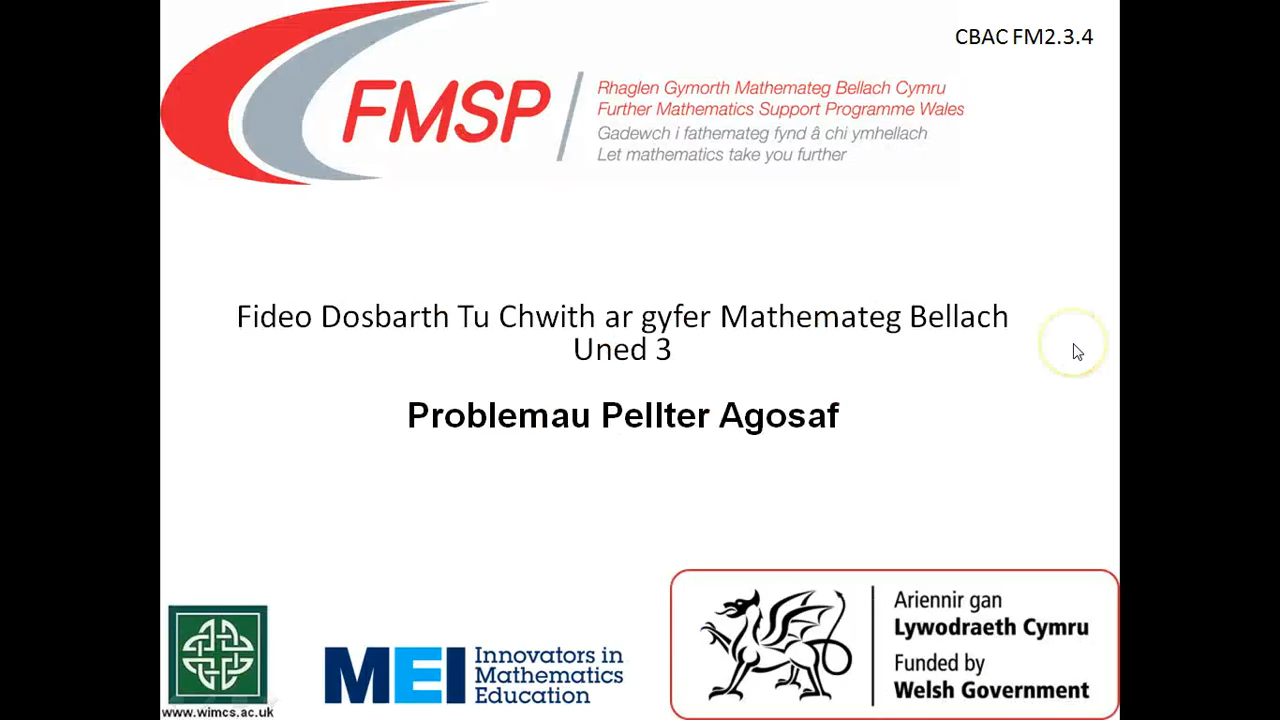 CBAC FM2.3.4
FMSP
Rhaglen Gymorth Mathemateg Bellach Cymru
Further Mathematics Support Programme Wales
Gadewch i fathemateg fynd â chi ymhellach
Let mathematics take you further
Fideo Dosbarth Tu Chwith ar gyfer Mathemateg Bellach
Uned 3
Problemau Pellter Agosaf
www.wimcs.ac.uk
MEI
Innovators in
Mathematics
Education
Ariennir gan
Lywodraeth Cymru
Funded by
Welsh Government